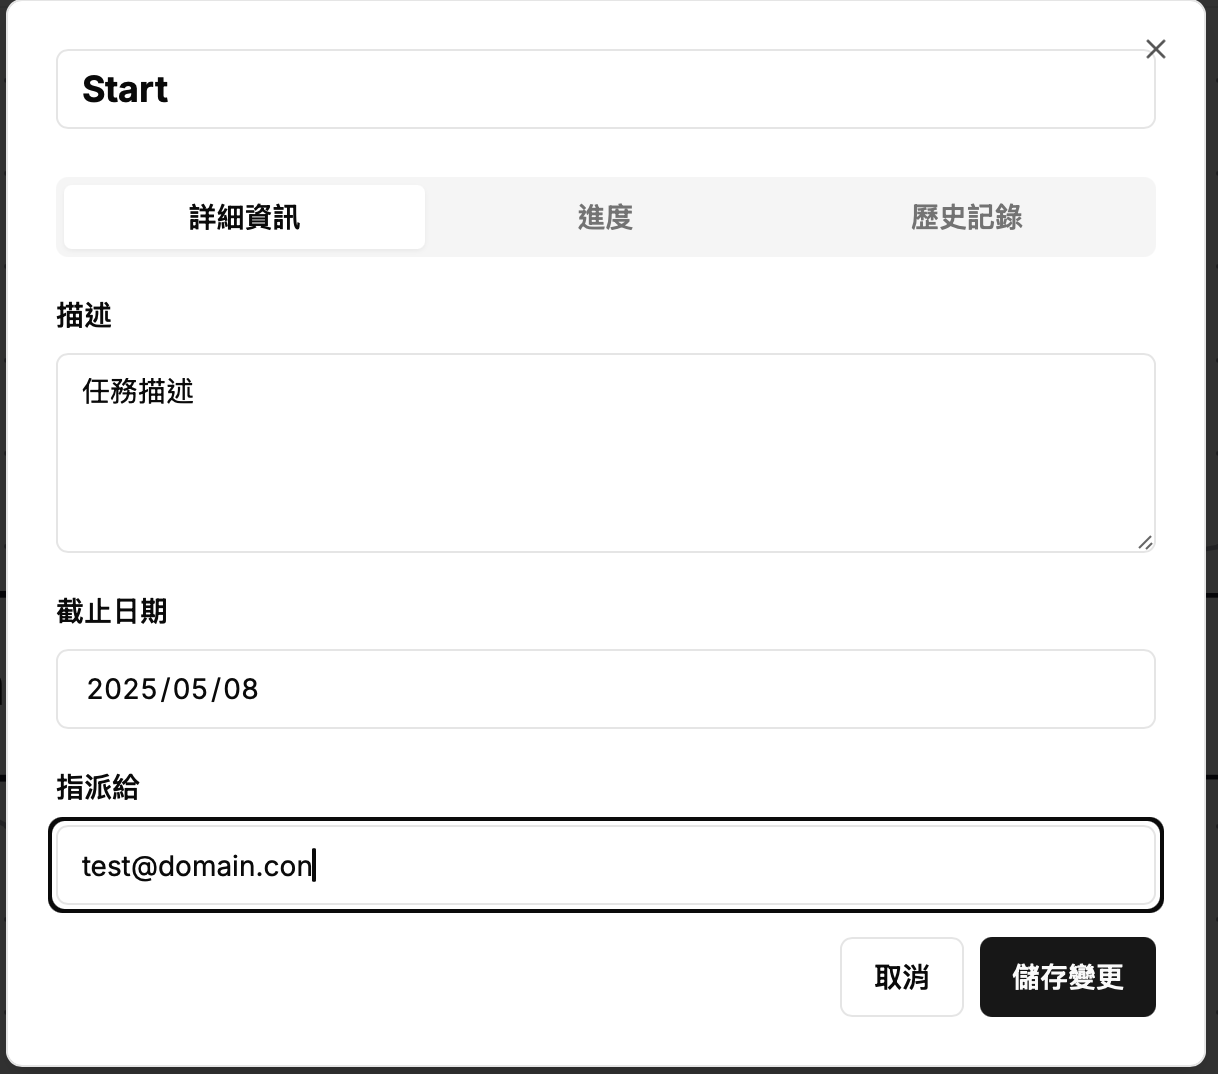 Start
詳細資訊 進度 歷史記錄
描述
任務描述
截止日期
2025/05/08
指派給
test@domain.con
取消 儲存變更